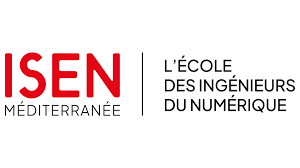 ISEN
MÉDITERRANÉE
L'ÉCOLE
DES INGÉNIEURS
DU NUMÉRIQUE